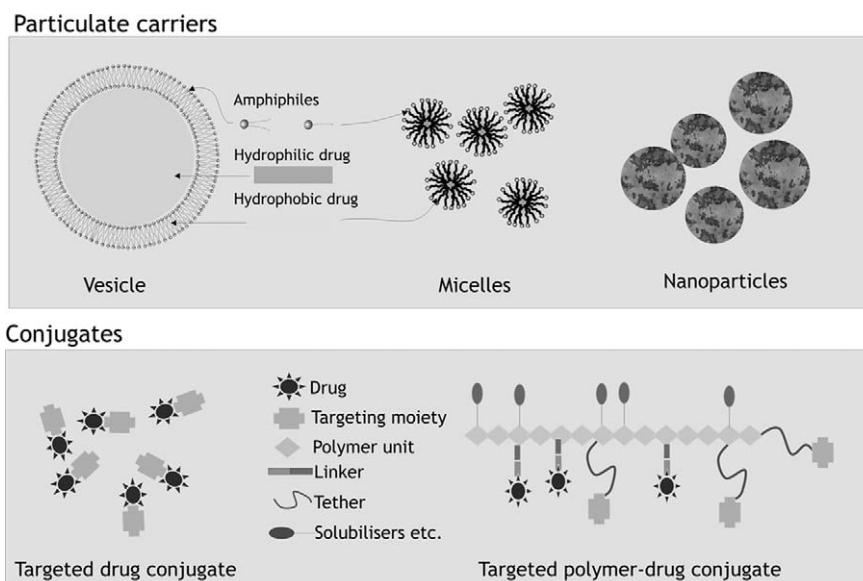 Particulate carriers
Amphiphiles
Hydrophilic drug
Hydrophobic drug
Vesicle
Micelles
Nanoparticles
Conjugates
Drug
Targeting moiety
Polymer unit
Linker
Tether
Solubilisers etc.
Targeted drug conjugate
Targeted polymer-drug conjugate